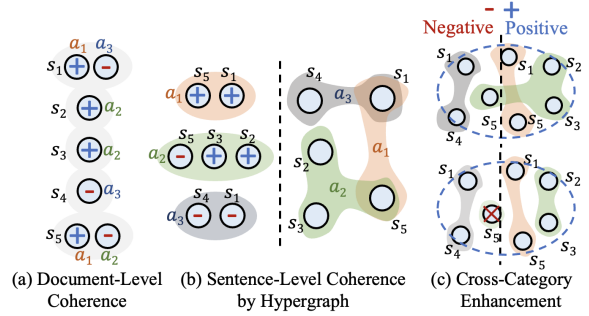 − + Negative Positive
a₁ a₃
s₁ + −
s₂ + a₂
s₃ + a₂
s₄ − a₃
s₅ + −
a₁ a₂
s₅ s₁
a₁ + +
s₅ s₃ s₂
a₂ − + +
s₄ s₁
a₃ − −
s₄ s₁
a₃
a₁
s₂
a₂
s₃ s₅
s₁ s₁ s₂
s₅ s₃
s₄ s₅
s₁ s₁ s₂
s₅
s₄ s₅ s₃
(a) Document-Level
Coherence
(b) Sentence-Level Coherence
by Hypergraph
(c) Cross-Category
Enhancement